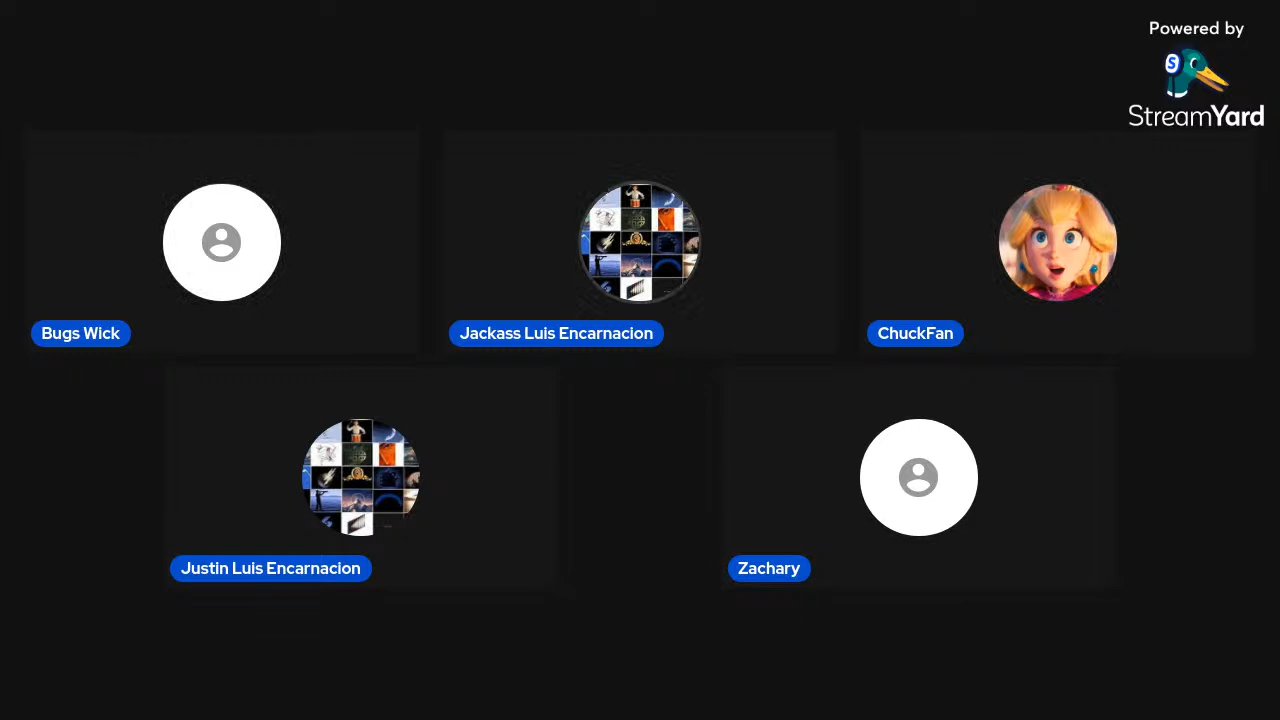 Powered by
S
StreamYard
Bugs Wick
Jackass Luis Encarnacion
ChuckFan
Justin Luis Encarnacion
Zachary